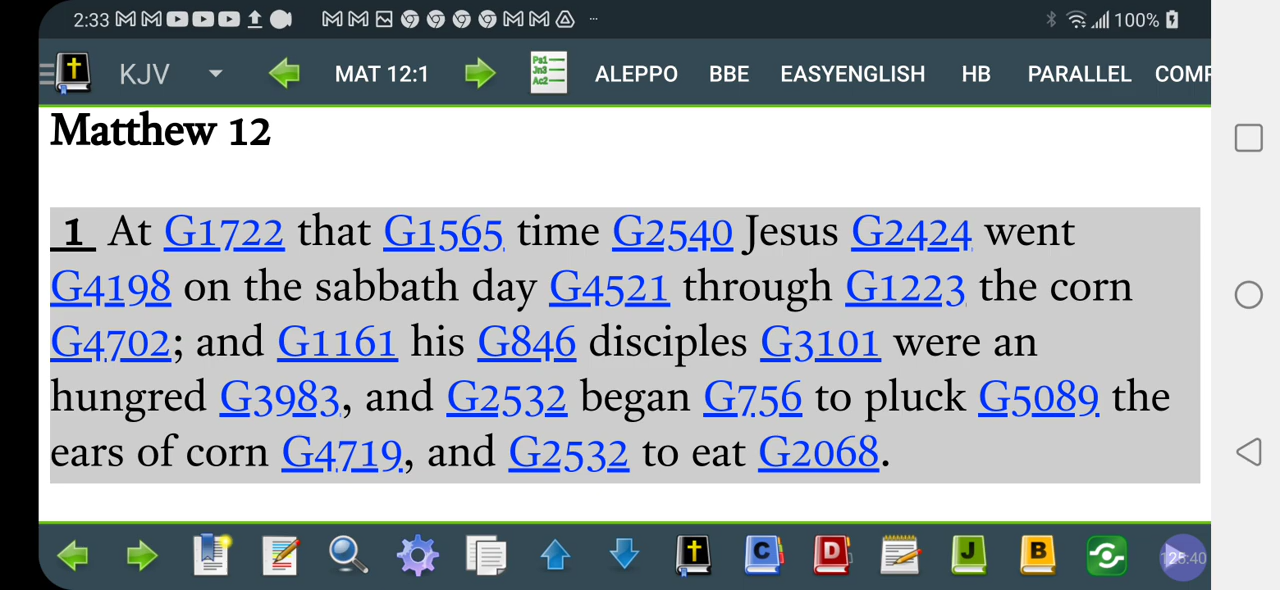 2:33 100%
KJV MAT 12:1 Ps1 Jn3 Ac2 ALEPPO BBE EASYENGLISH HB PARALLEL COMP
Matthew 12
1 At G1722 that G1565 time G2540 Jesus G2424 went
G4198 on the sabbath day G4521 through G1223 the corn
G4702; and G1161 his G846 disciples G3101 were an
hungred G3983, and G2532 began G756 to pluck G5089 the
ears of corn G4719, and G2532 to eat G2068.
C D J B